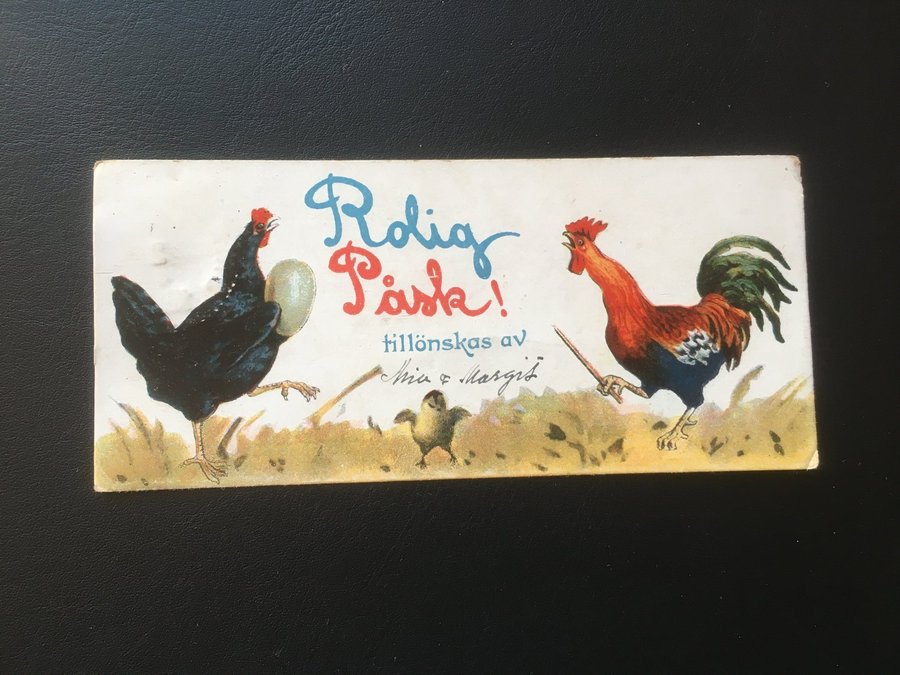 Rolig
Påsk!
tillönskas av
Mia & Margit